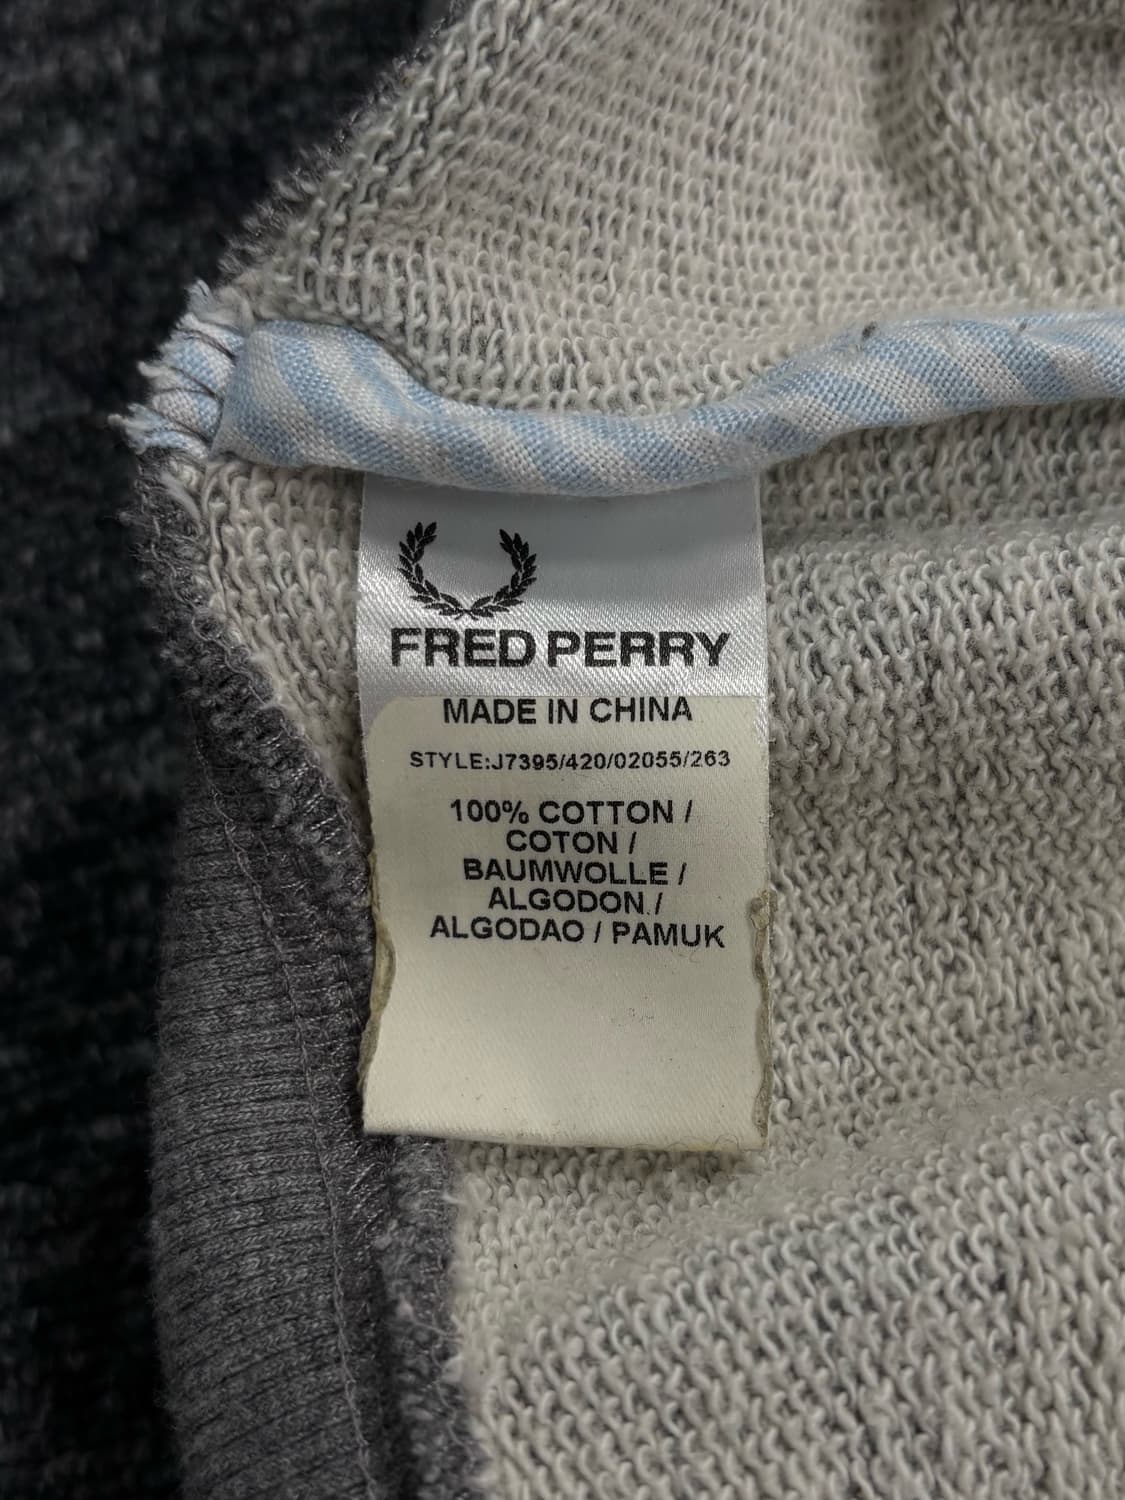 FRED PERRY
MADE IN CHINA
STYLE:J7395/420/02055/263
100% COTTON /
COTON /
BAUMWOLLE /
ALGODON /
ALGODAO / PAMUK